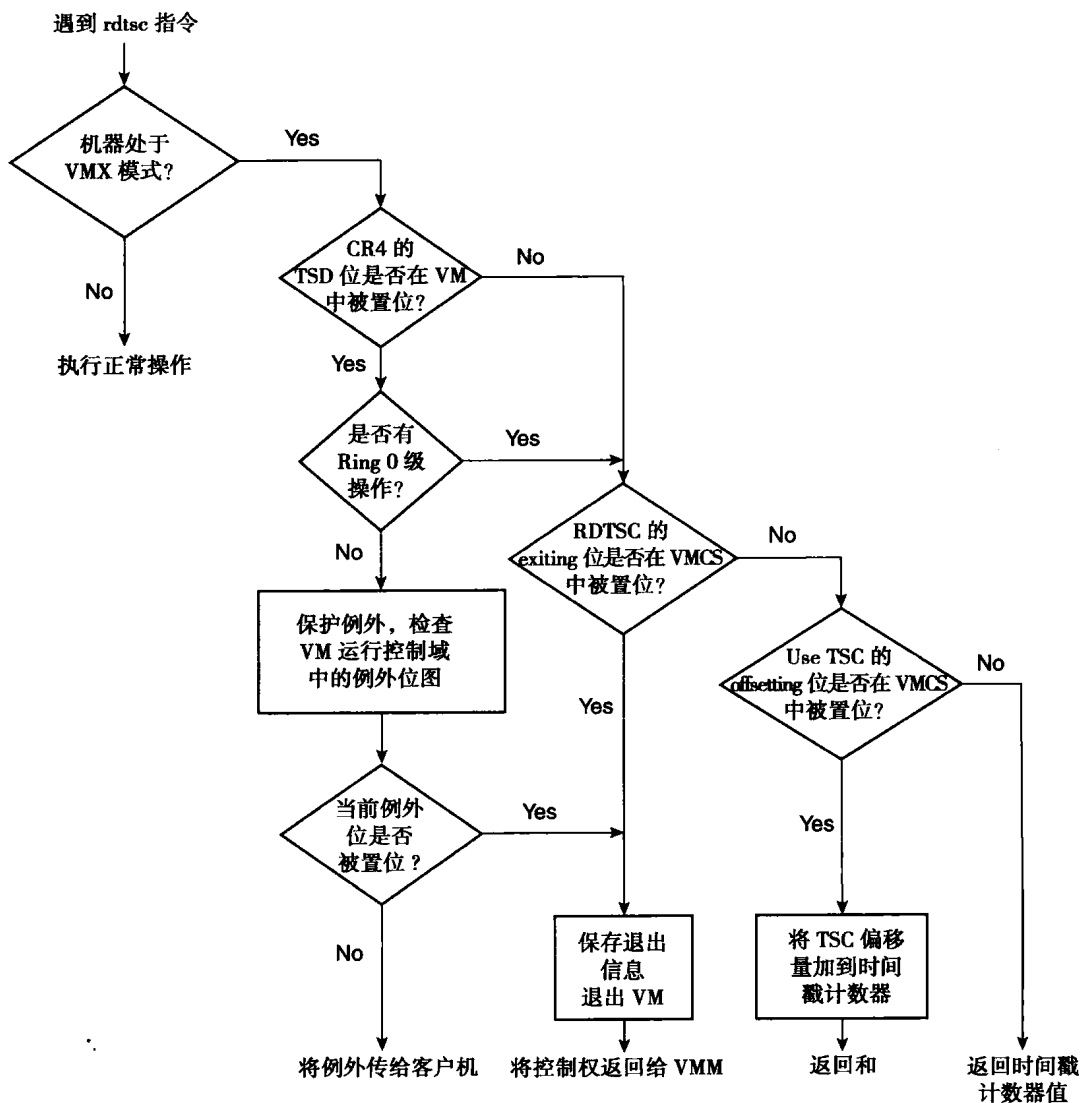 遇到 rdtsc 指令
机器处于
VMX 模式?
Yes
No
执行正常操作
CR4 的
TSD 位是否在 VM
中被置位?
No
Yes
是否有
Ring 0 级
操作?
Yes
No
RDTSC 的
exiting 位是否在 VMCS
中被置位?
No
Yes
保护例外，检查
VM 运行控制域
中的例外位图
Use TSC 的
offsetting 位是否在 VMCS
中被置位?
No
Yes
当前例外
位是否
被置位?
Yes
No
保存退出
信息
退出 VM
将 TSC 偏移
量加到时间
戳计数器
将例外传给客户机
将控制权返回给 VMM
返回和
返回时间戳
计数器值